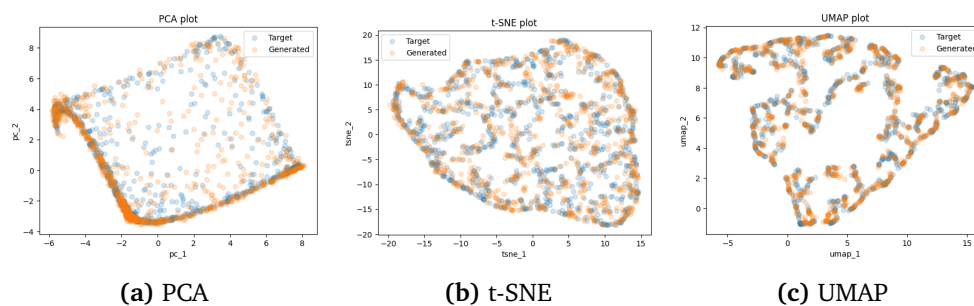 PCA plot
Target
Generated
pc_2
8
6
4
2
0
−2
−4
−6 −4 −2 0 2 4 6 8
pc_1
(a) PCA
t-SNE plot
Target
Generated
tsne_2
20
15
10
5
0
−5
−10
−15
−20
−20 −15 −10 −5 0 5 10 15
tsne_1
(b) t-SNE
UMAP plot
Target
Generated
umap_2
12
10
8
6
4
2
0
−5 0 5 10 15
umap_1
(c) UMAP